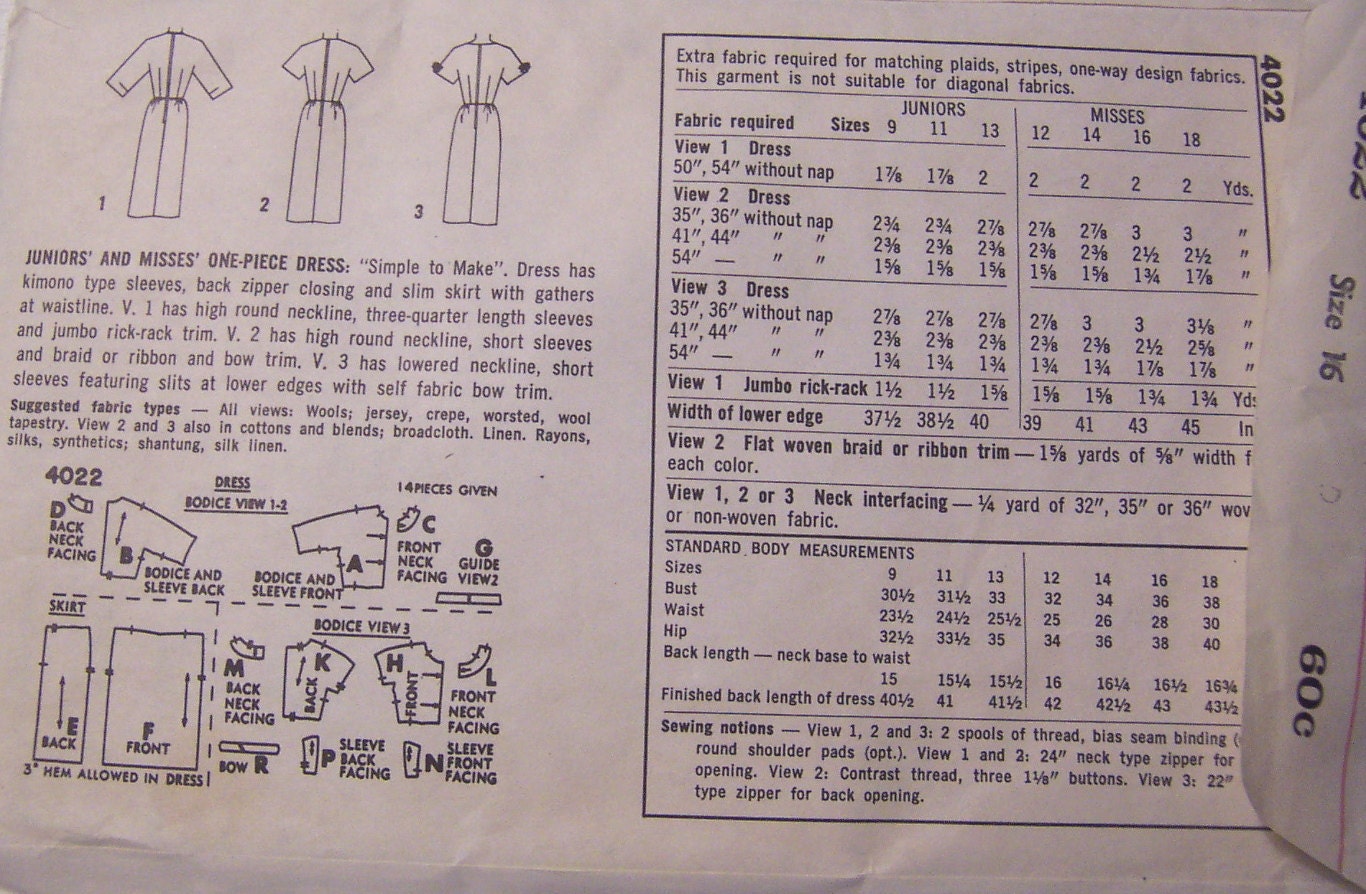 1
2
3
JUNIORS' AND MISSES' ONE-PIECE DRESS: "Simple to Make". Dress has
kimono type sleeves, back zipper closing and slim skirt with gathers
at waistline. V. 1 has high round neckline, three-quarter length sleeves
and jumbo rick-rack trim. V. 2 has high round neckline, short sleeves
and braid or ribbon and bow trim. V. 3 has lowered neckline, short
sleeves featuring slits at lower edges with self fabric bow trim.
Suggested fabric types — All views: Wools; jersey, crepe, worsted, wool
tapestry. View 2 and 3 also in cottons and blends; broadcloth. Linen. Rayons,
silks, synthetics; shantung, silk linen.
4022
DRESS
14 PIECES GIVEN
BODICE VIEW 1-2
D
BACK
NECK
FACING
B
BODICE AND
SLEEVE BACK
A
BODICE AND
SLEEVE FRONT
C
FRONT
NECK
FACING
G
GUIDE
VIEW 2
SKIRT
E
BACK
F
FRONT
3" HEM ALLOWED IN DRESS
BODICE VIEW 3
M
BACK
NECK
FACING
K
BACK
H
FRONT
L
FRONT
NECK
FACING
BOW R
P
SLEEVE
BACK
FACING
N
SLEEVE
FRONT
FACING
Extra fabric required for matching plaids, stripes, one-way design fabrics.
This garment is not suitable for diagonal fabrics.
JUNIORS MISSES
Fabric required Sizes 9 11 13 12 14 16 18
View 1 Dress
50", 54" without nap 1⅞ 1⅞ 2 2 2 2 2 Yds.
View 2 Dress
35", 36" without nap 2¾ 2¾ 2⅞ 2⅞ 2⅞ 3 3 "
41", 44" " " 2⅜ 2⅜ 2⅜ 2⅜ 2⅜ 2½ 2½ "
54" — " " 1⅝ 1⅝ 1⅝ 1⅝ 1⅝ 1¾ 1⅞ "
View 3 Dress
35", 36" without nap 2⅞ 2⅞ 2⅞ 2⅞ 3 3 3⅛ "
41", 44" " " 2⅜ 2⅜ 2⅜ 2⅜ 2⅜ 2½ 2⅝ "
54" — " " 1¾ 1¾ 1¾ 1¾ 1¾ 1⅞ 1⅞ "
View 1 Jumbo rick-rack 1½ 1½ 1⅝ 1⅝ 1⅝ 1¾ 1¾ Yds
Width of lower edge 37½ 38½ 40 39 41 43 45 In
View 2 Flat woven braid or ribbon trim — 1⅝ yards of ⅝" width f
each color.
View 1, 2 or 3 Neck interfacing — ¼ yard of 32", 35" or 36" wov
or non-woven fabric.
STANDARD BODY MEASUREMENTS
Sizes 9 11 13 12 14 16 18
Bust 30½ 31½ 33 32 34 36 38
Waist 23½ 24½ 25½ 25 26 28 30
Hip 32½ 33½ 35 34 36 38 40
Back length — neck base to waist
15 15¼ 15½ 16 16¼ 16½ 16¾
Finished back length of dress 40½ 41 41½ 42 42½ 43 43½
Sewing notions — View 1, 2 and 3: 2 spools of thread, bias seam binding (
round shoulder pads (opt.). View 1 and 2: 24" neck type zipper for
opening. View 2: Contrast thread, three 1⅛" buttons. View 3: 22"
type zipper for back opening.
4022
Size 16
60c